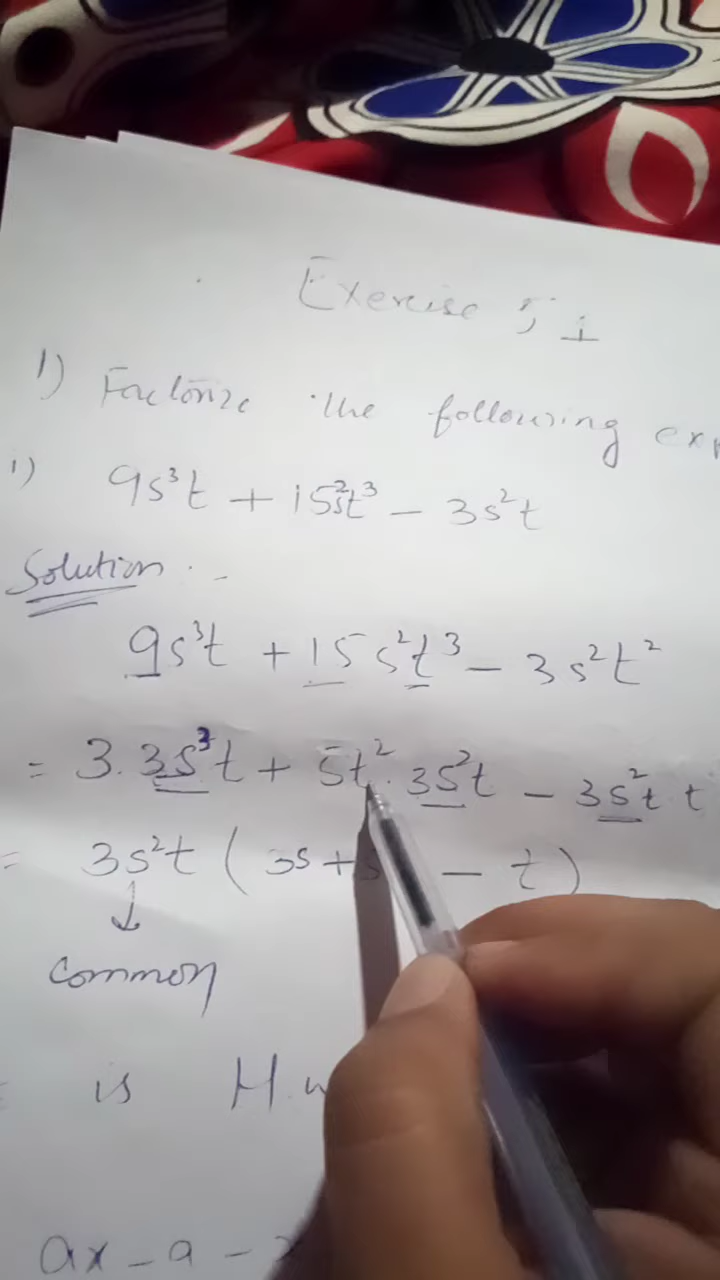 Exercise 5 1
1) Factorize the following
i) 9s³t + 15s²t³ - 3s²t
Solution :-
9s³t + 15s²t³ - 3s²t²
= 3.3s³t + 5t².3s²t - 3s²t t
= 3s²t ( 3s + - t)
↓
common
is H.
ax - a -